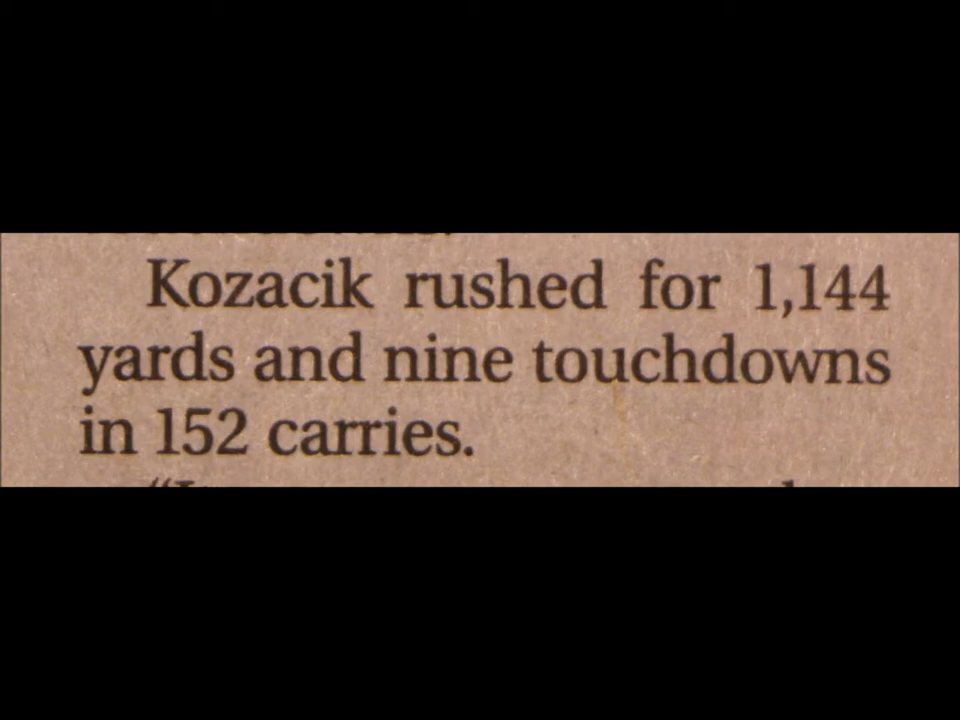 Kozacik rushed for 1,144
yards and nine touchdowns
in 152 carries.